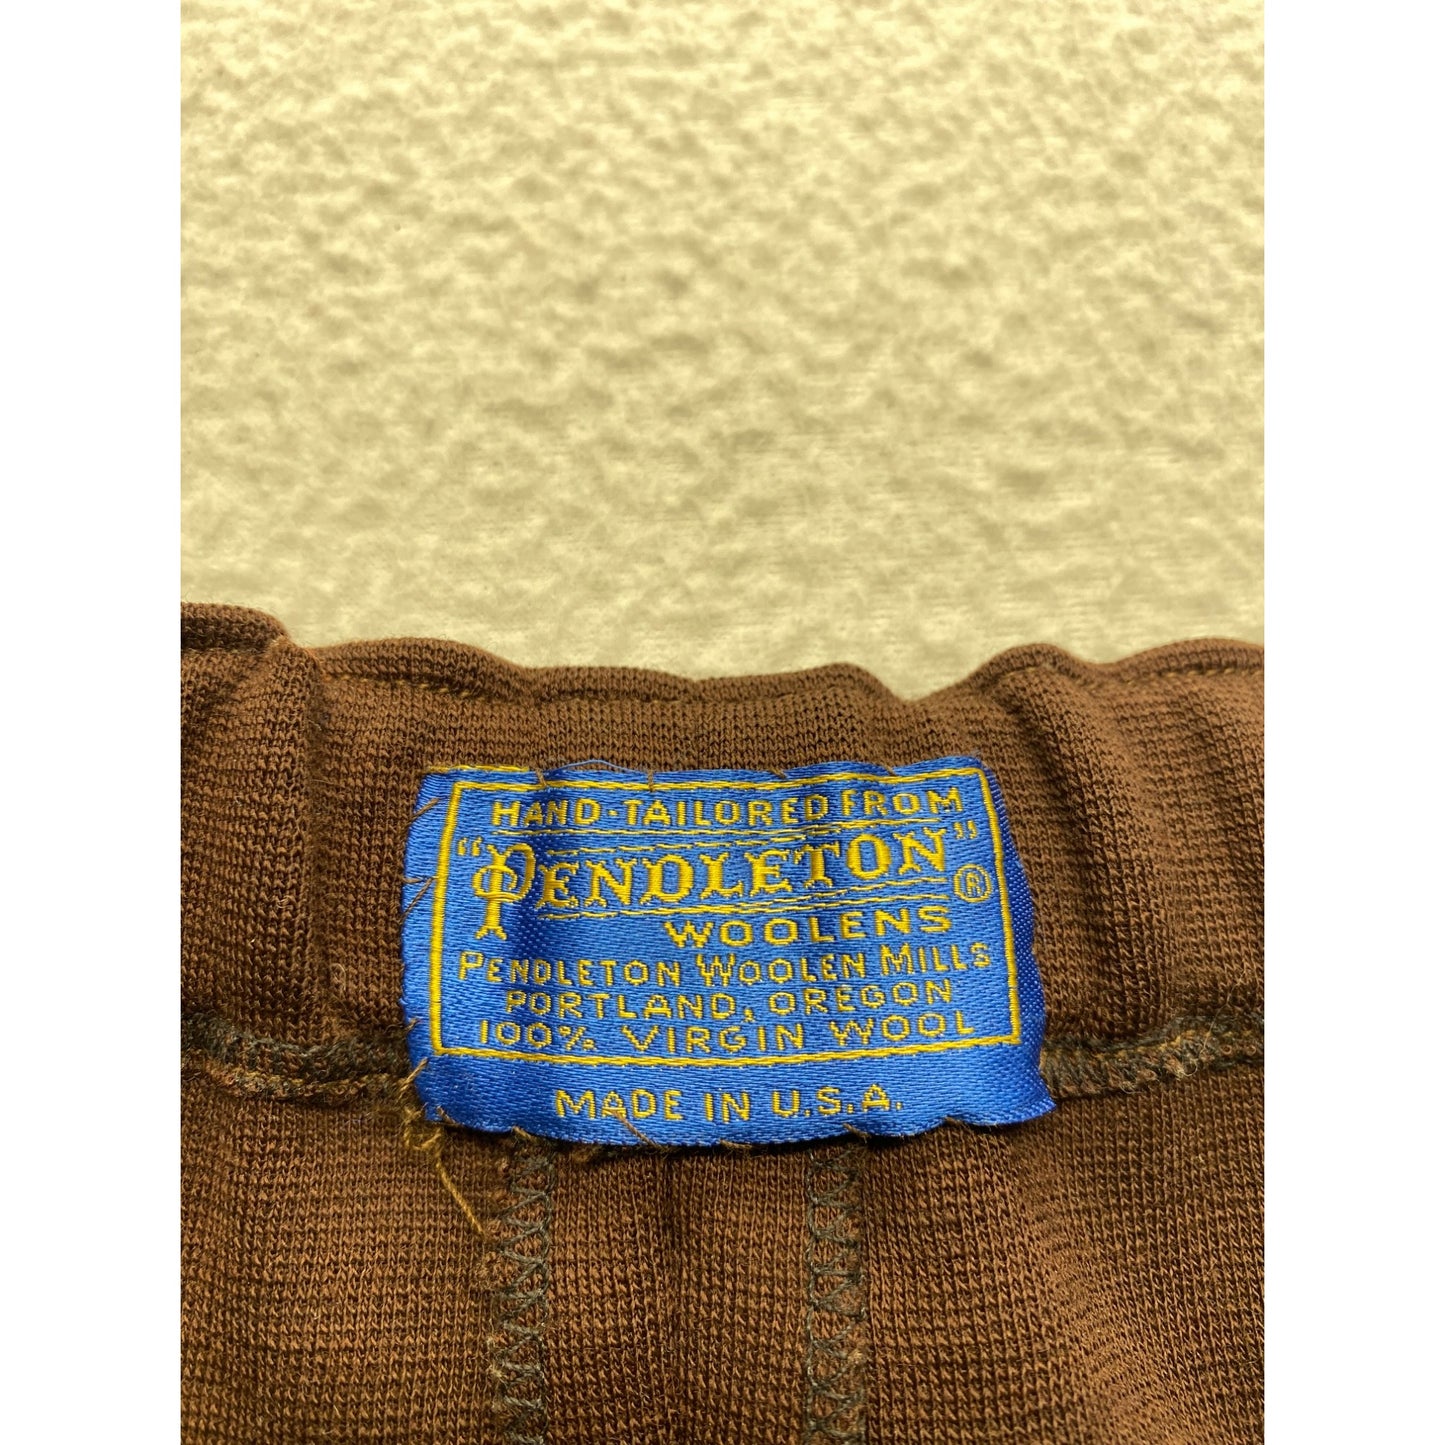 HAND-TAILORED FROM
"PENDLETON" ®
WOOLENS
PENDLETON WOOLEN MILLS
PORTLAND, OREGON
100% VIRGIN WOOL
MADE IN U.S.A.